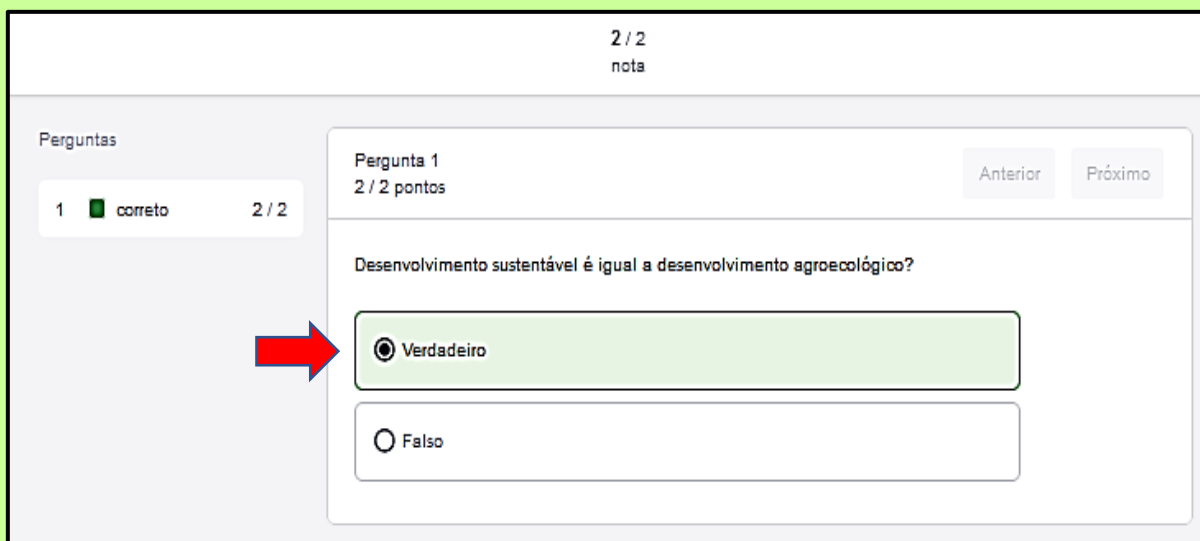 2 / 2
nota
Perguntas
1 correto 2 / 2
Pergunta 1
2 / 2 pontos
Anterior Próximo
Desenvolvimento sustentável é igual a desenvolvimento agroecológico?
Verdadeiro
Falso